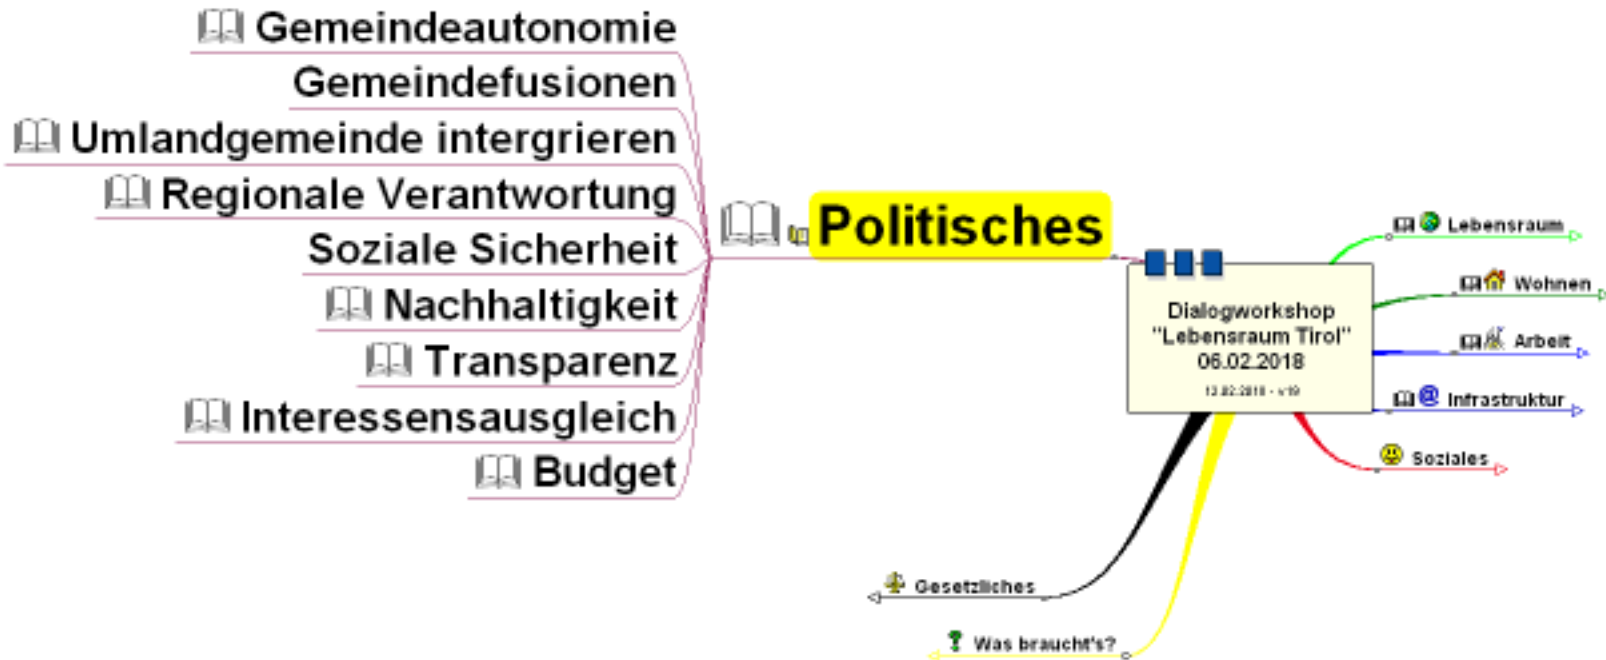 Gemeindeautonomie
Gemeindefusionen
Umlandgemeinde intergrieren
Regionale Verantwortung
Soziale Sicherheit
Nachhaltigkeit
Transparenz
Interessensausgleich
Budget
Politisches
Dialogworkshop
"Lebensraum Tirol"
06.02.2018
Lebensraum
Wohnen
Arbeit
Infrastruktur
Soziales
Gesetzliches
Was braucht's?